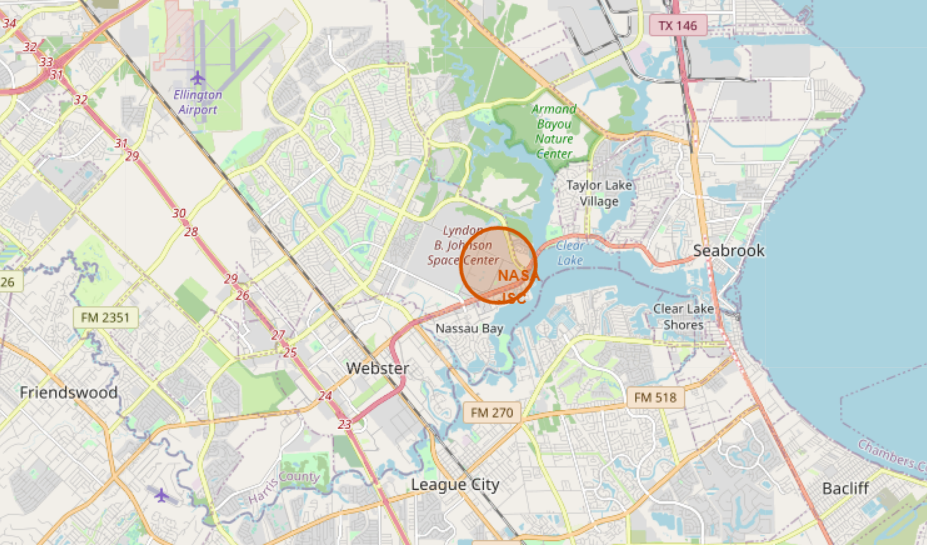 34
32
33
31
TX 146
32
Ellington
Airport
Armand
Bayou
Nature
Center
31
29
Taylor Lake
Village
30
28
Lyndon
B. Johnson
Space Center
Clear
Lake
Seabrook
NASA
JSC
29
26
26
FM 2351
27
25
Nassau Bay
Clear Lake
Shores
Webster
Friendswood
24
23
FM 270
FM 518
Harris County
League City
Chambers C
Bacliff